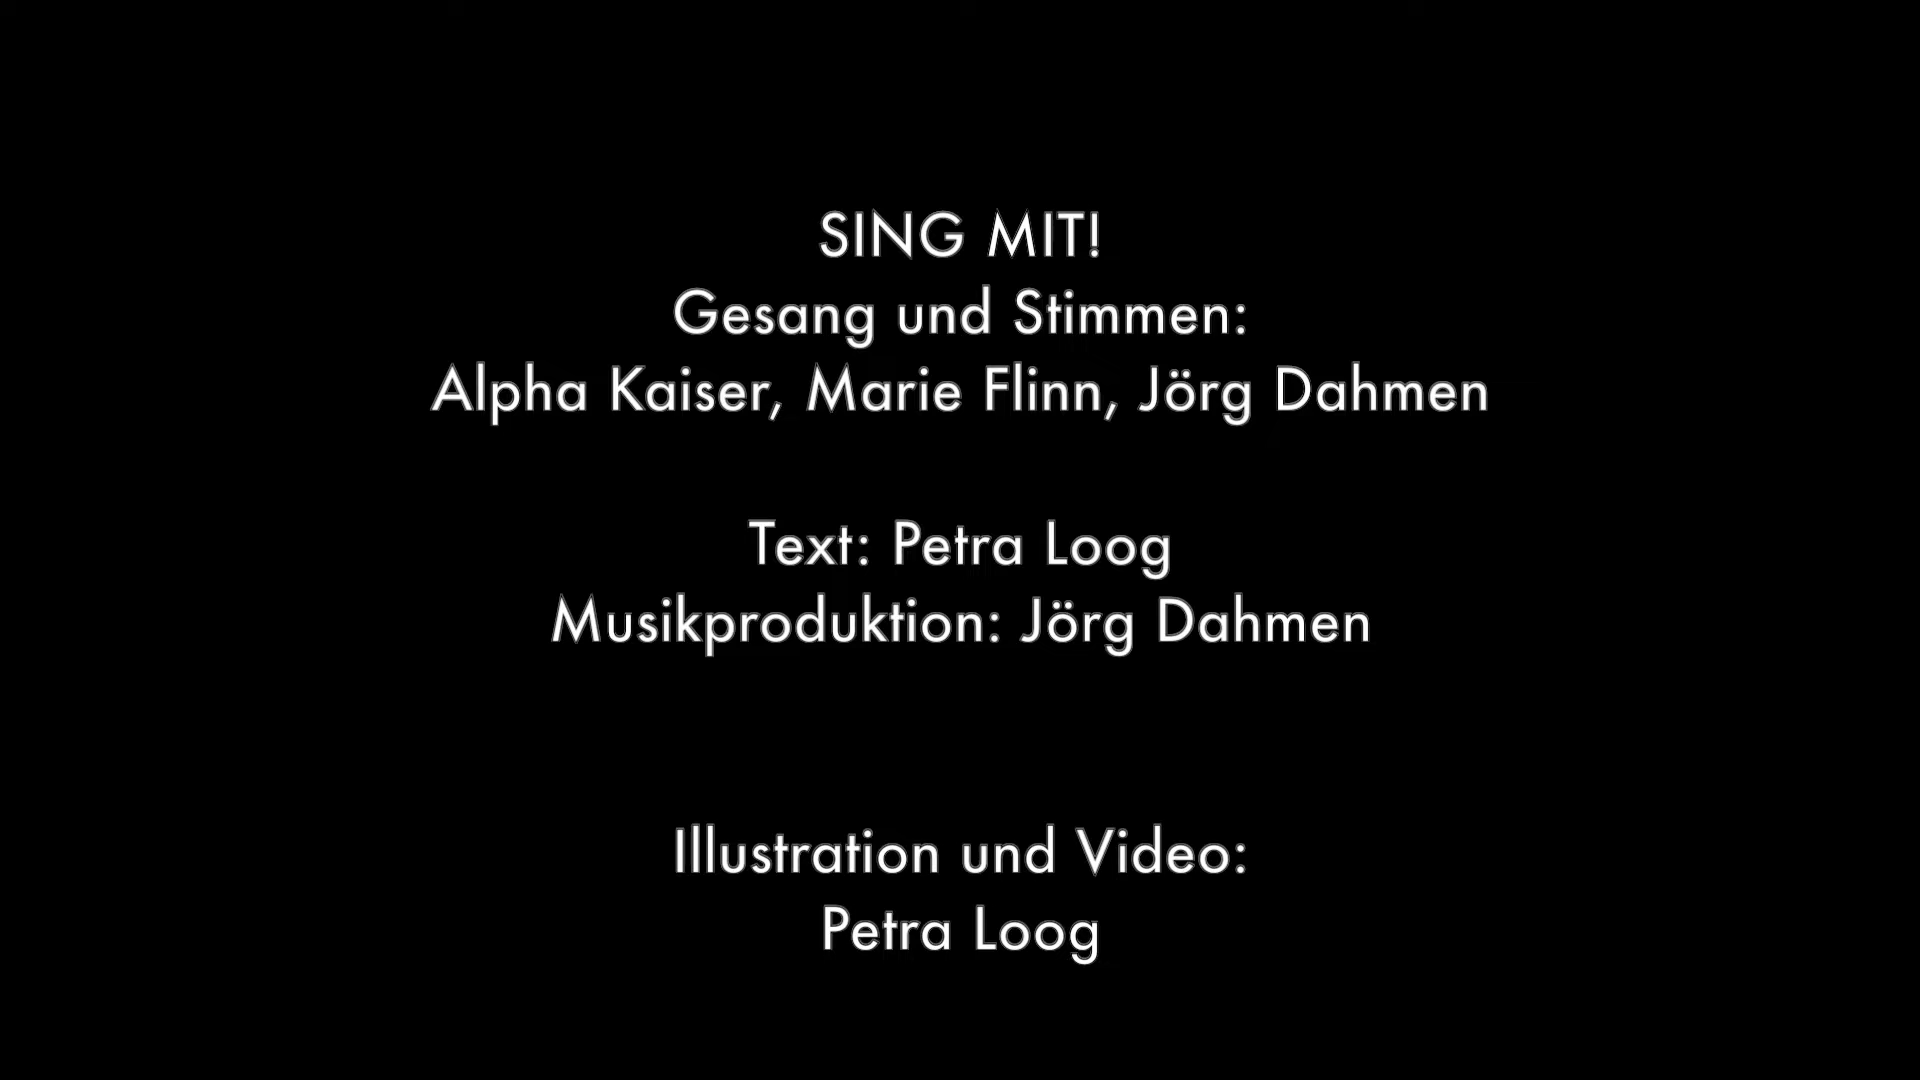 SING MIT!
Gesang und Stimmen:
Alpha Kaiser, Marie Flinn, Jörg Dahmen
Text: Petra Loog
Musikproduktion: Jörg Dahmen
Illustration und Video:
Petra Loog